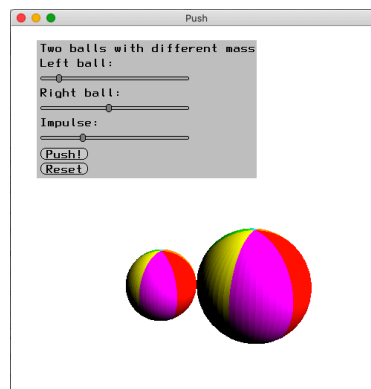 Push
Two balls with different mass
Left ball:
Right ball:
Impulse:
Push!
Reset